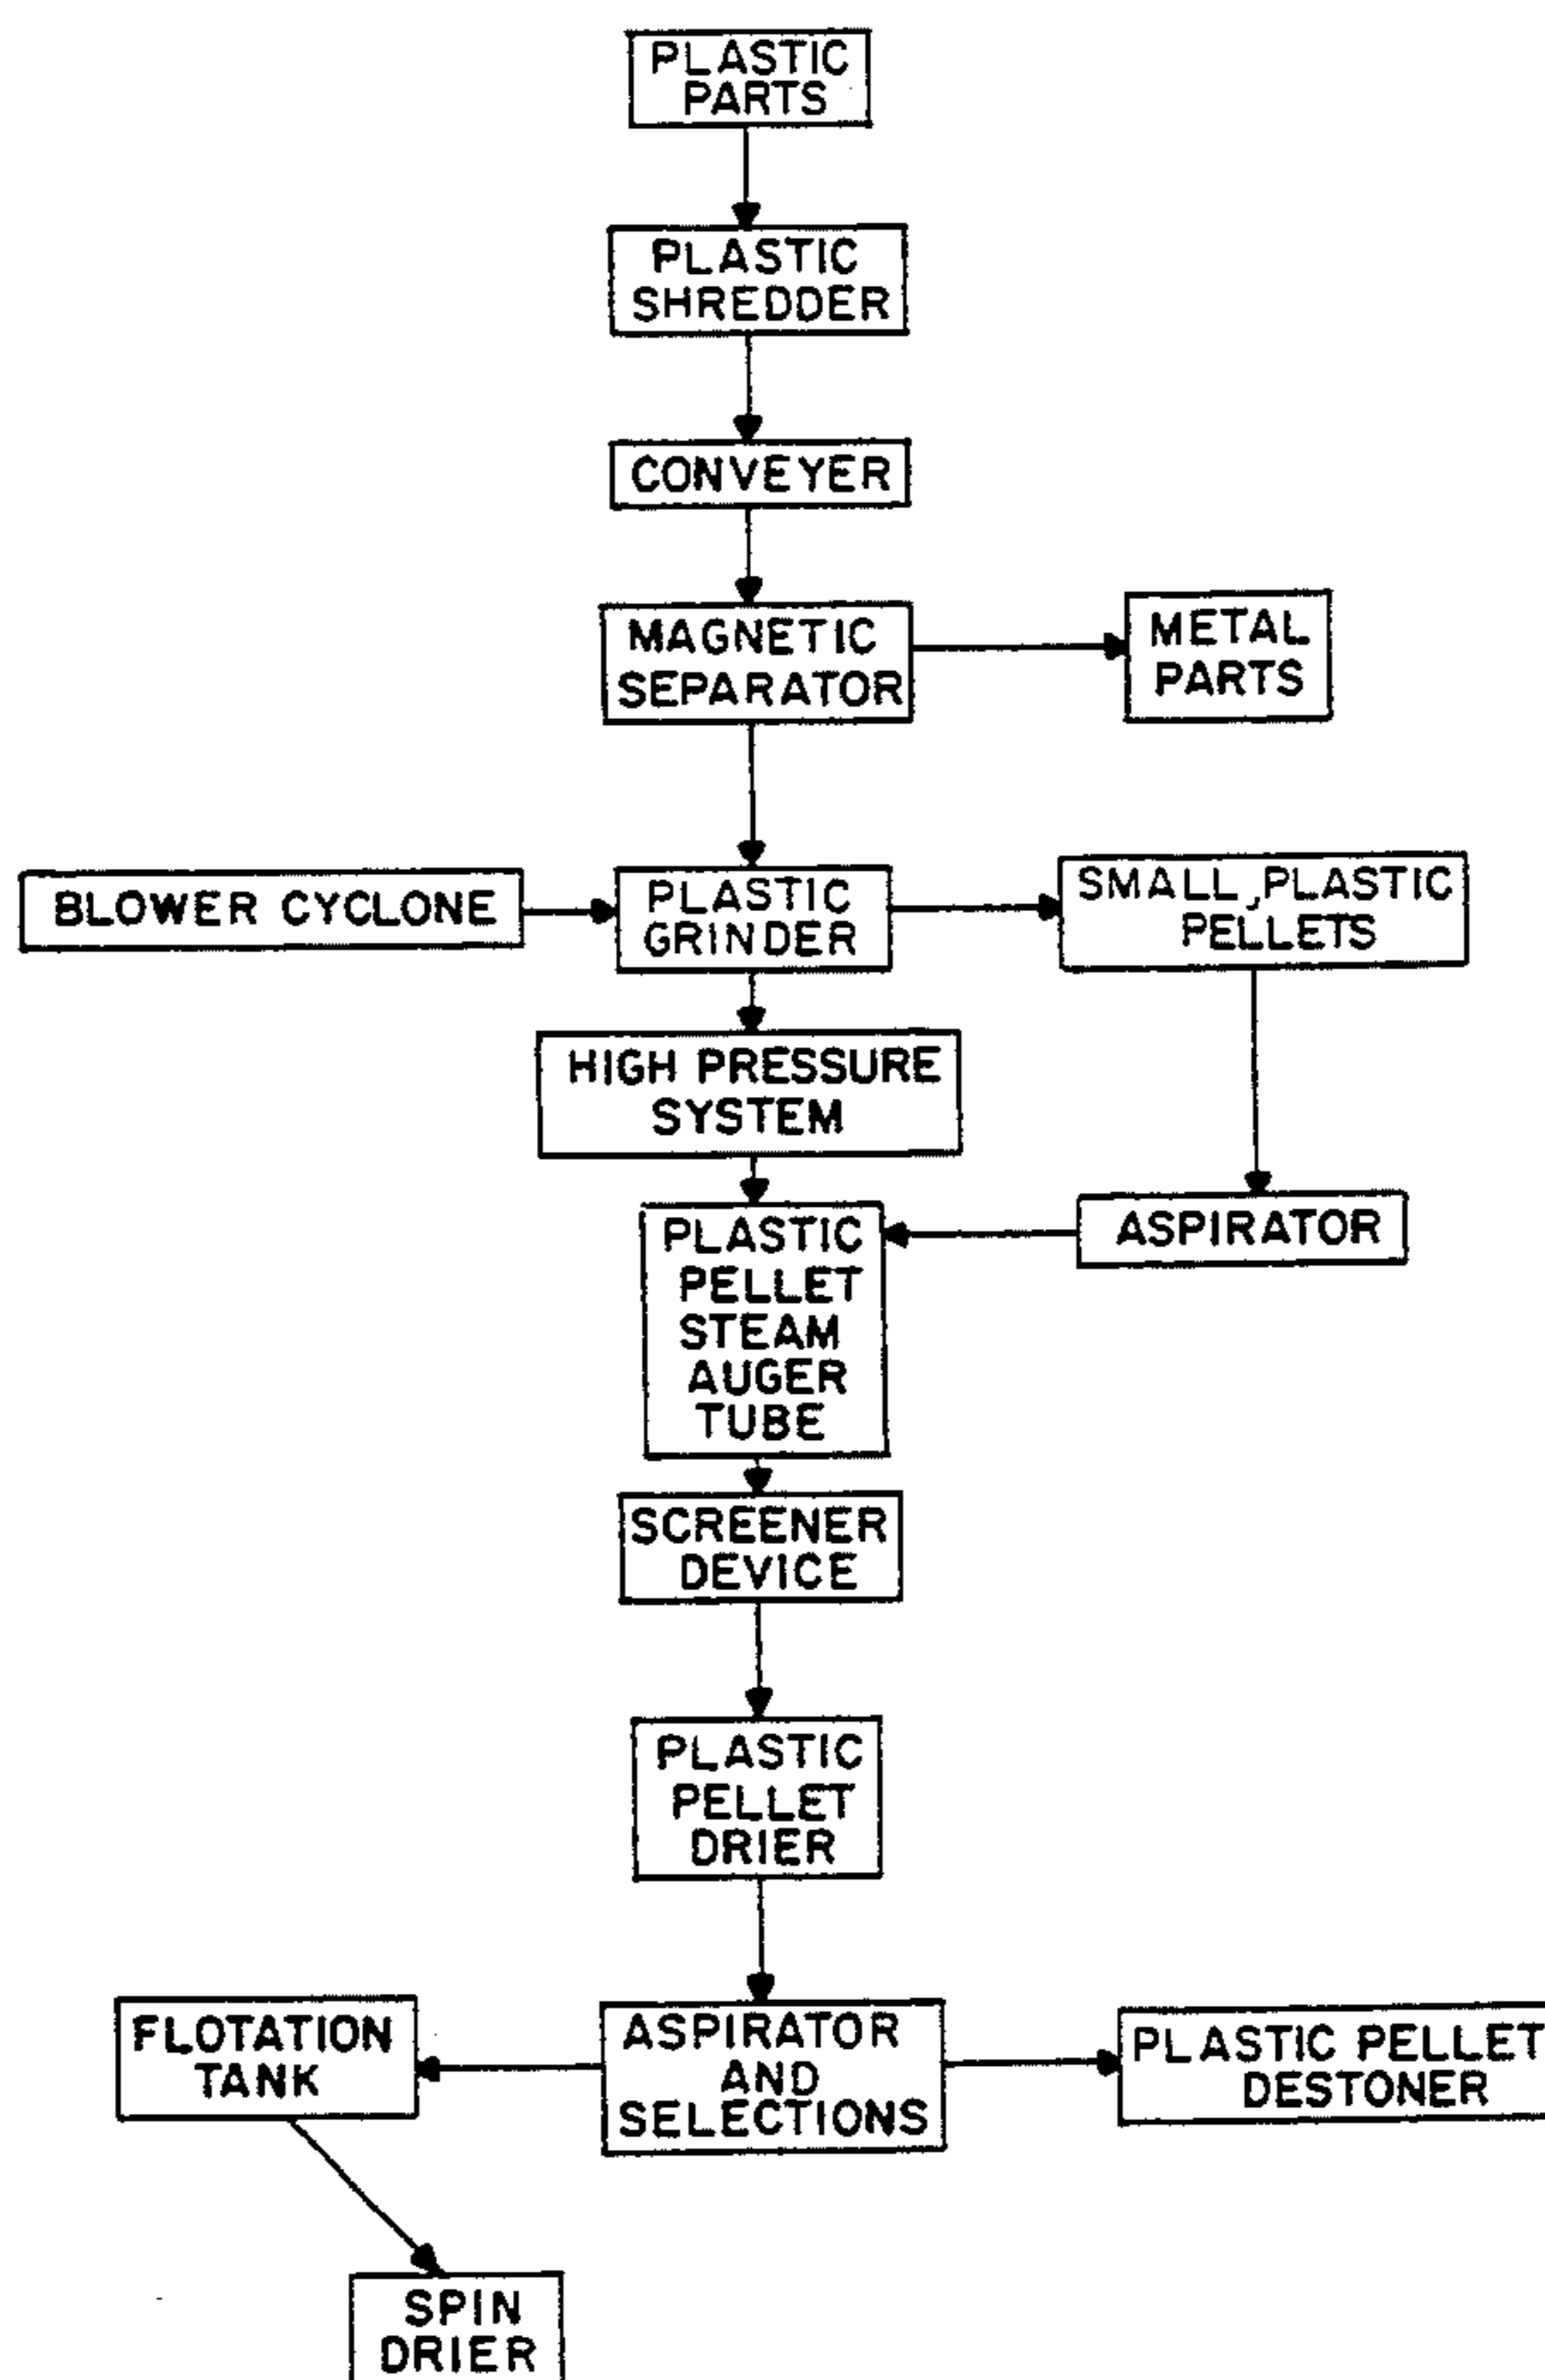 PLASTIC
PARTS
PLASTIC
SHREDDER
CONVEYER
MAGNETIC
SEPARATOR
METAL
PARTS
BLOWER CYCLONE
PLASTIC
GRINDER
SMALL, PLASTIC
PELLETS
HIGH PRESSURE
SYSTEM
PLASTIC
PELLET
STEAM
AUGER
TUBE
ASPIRATOR
SCREENER
DEVICE
PLASTIC
PELLET
DRIER
FLOTATION
TANK
ASPIRATOR
AND
SELECTIONS
PLASTIC PELLET
DESTONER
SPIN
DRIER